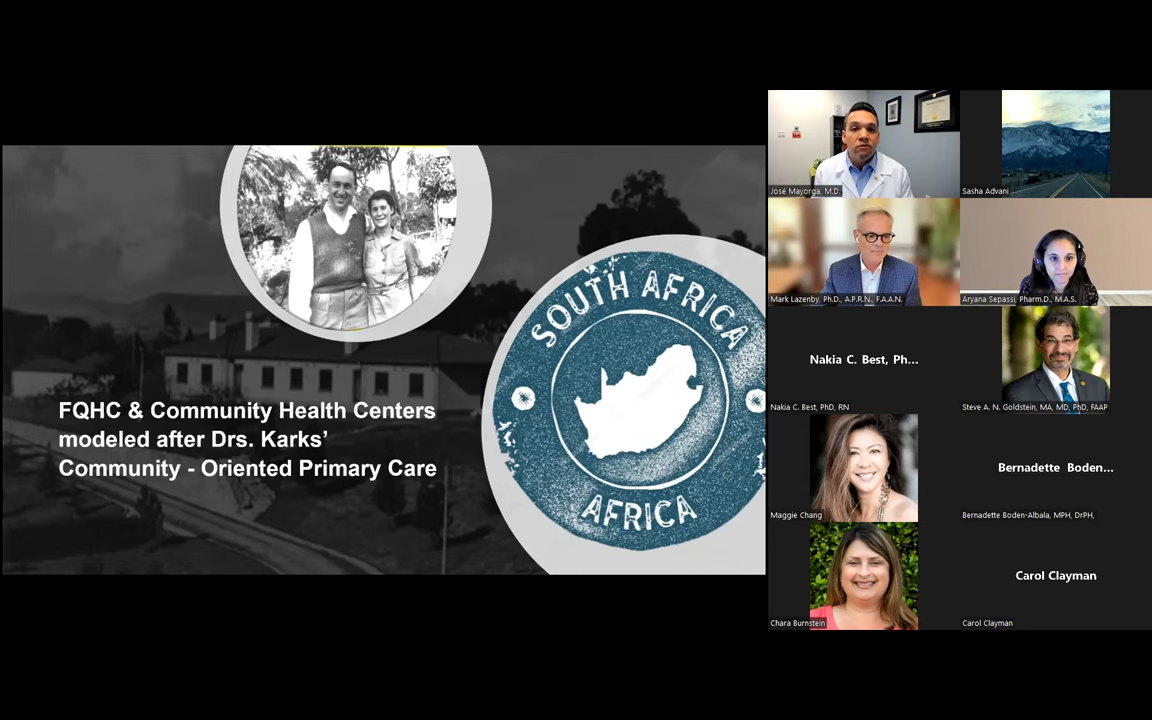 FQHC & Community Health Centers
modeled after Drs. Karks’
Community - Oriented Primary Care
SOUTH AFRICA
AFRICA
José Mayorga, M.D.
Sasha Advani
Mark Lazenby, Ph.D., A.P.R.N., F.A.A.N.
Aryana Sepassi, Pharm.D., M.A.S.
Nakia C. Best, Ph...
Nakia C. Best, PhD, RN
Steve A. N. Goldstein, MA, MD, PhD, FAAP
Maggie Chang
Bernadette Boden...
Bernadette Boden-Albala, MPH, DrPH,
Chara Burnstein
Carol Clayman
Carol Clayman